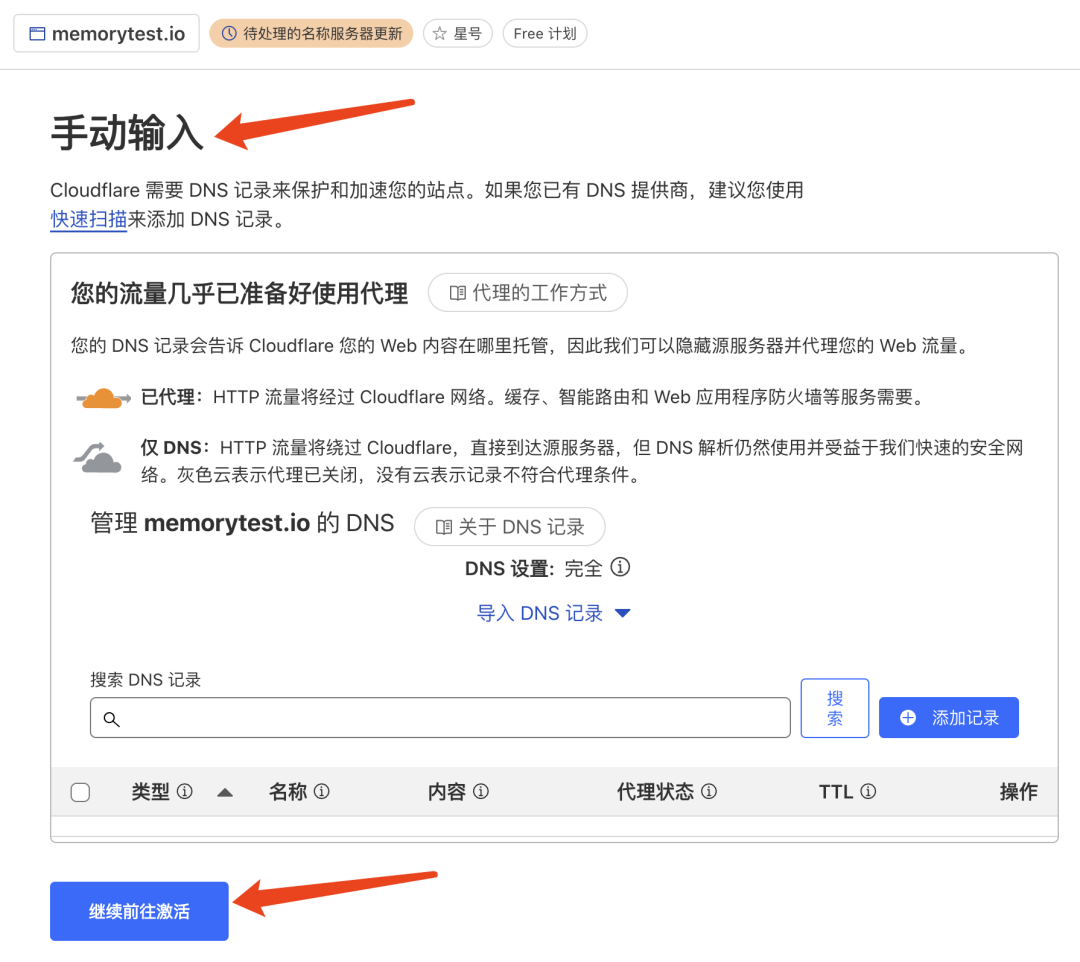 memorytest.io 待处理的名称服务器更新 星号 Free 计划
手动输入
Cloudflare 需要 DNS 记录来保护和加速您的站点。如果您已有 DNS 提供商，建议您使用
快速扫描来添加 DNS 记录。
您的流量几乎已准备好使用代理 代理的工作方式
您的 DNS 记录会告诉 Cloudflare 您的 Web 内容在哪里托管，因此我们可以隐藏源服务器并代理您的 Web 流量。
已代理：HTTP 流量将经过 Cloudflare 网络。缓存、智能路由和 Web 应用程序防火墙等服务需要。
仅 DNS：HTTP 流量将绕过 Cloudflare，直接到达源服务器，但 DNS 解析仍然使用并受益于我们快速的安全网
络。灰色云表示代理已关闭，没有云表示记录不符合代理条件。
管理 memorytest.io 的 DNS 关于 DNS 记录
DNS 设置: 完全
导入 DNS 记录
搜索 DNS 记录
搜
索
添加记录
类型 名称 内容 代理状态 TTL 操作
继续前往激活